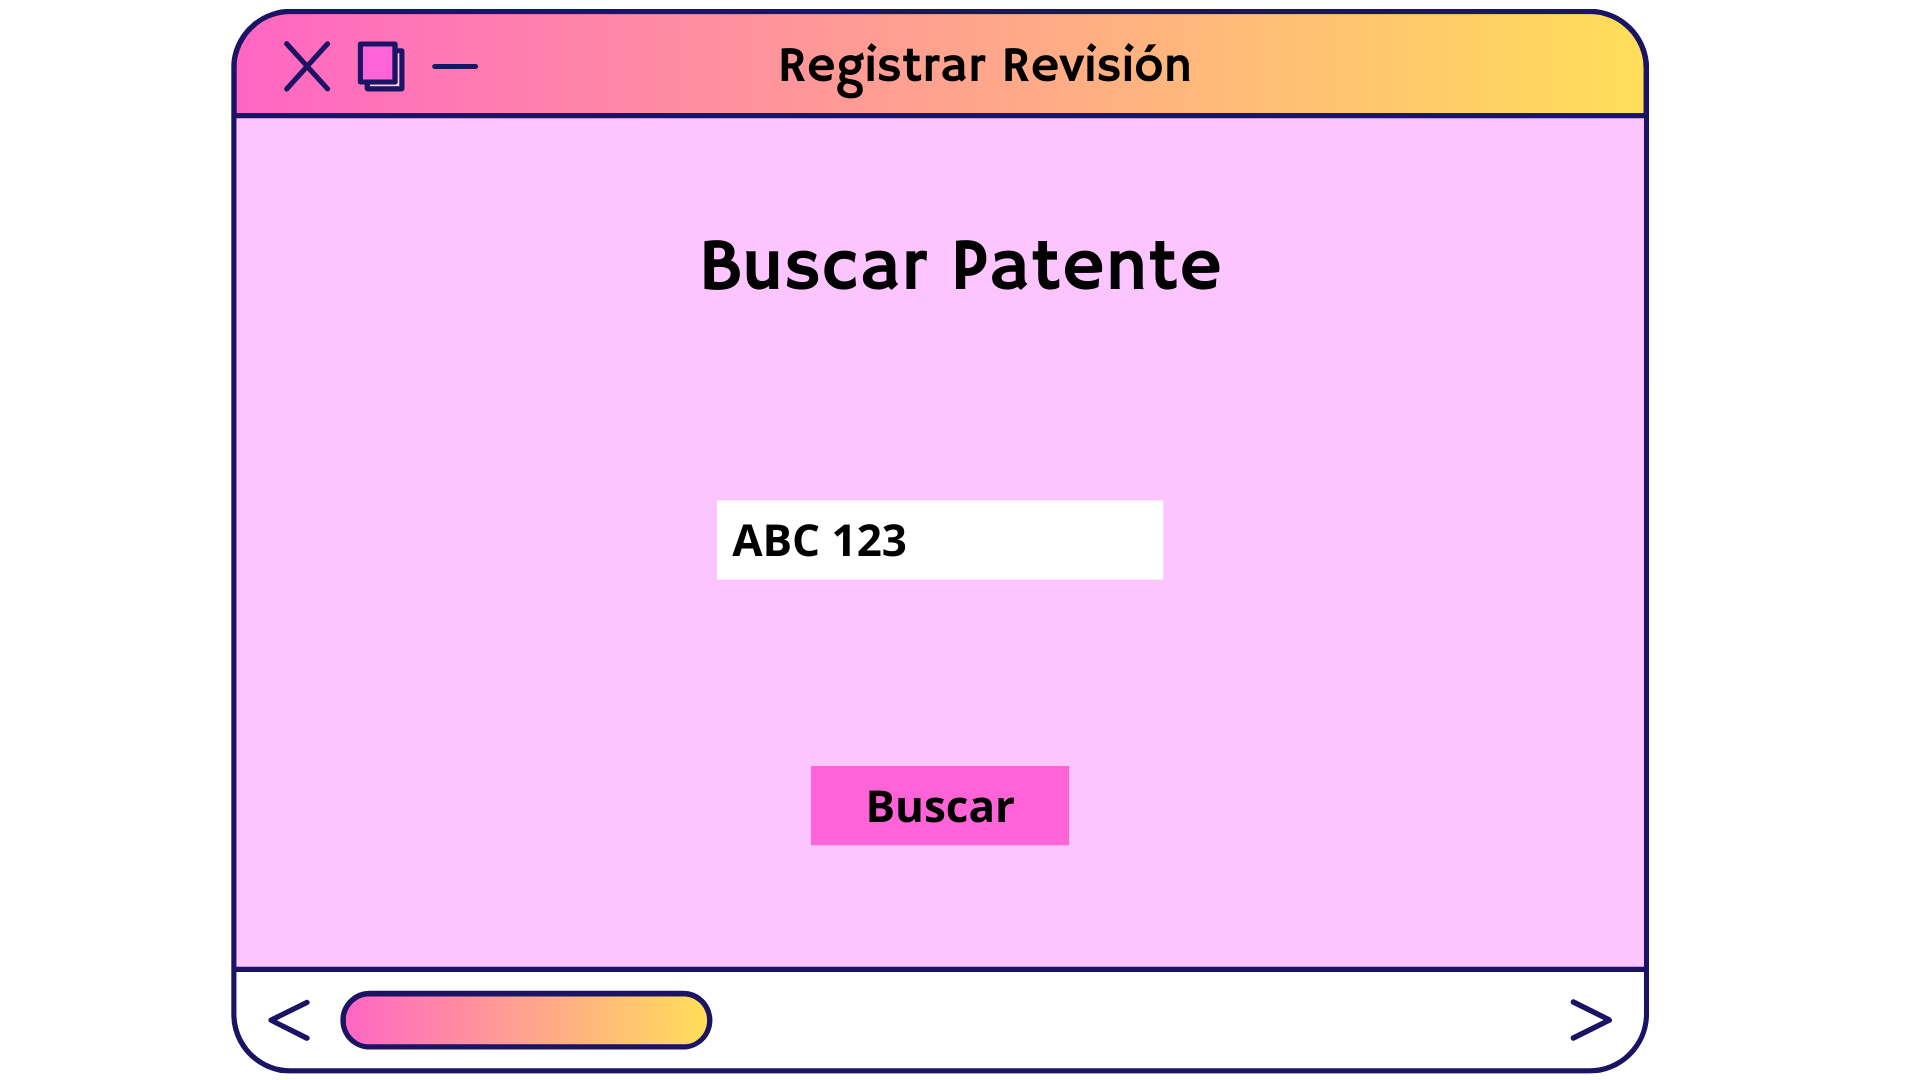 Registrar Revisión
Buscar Patente
ABC 123
Buscar